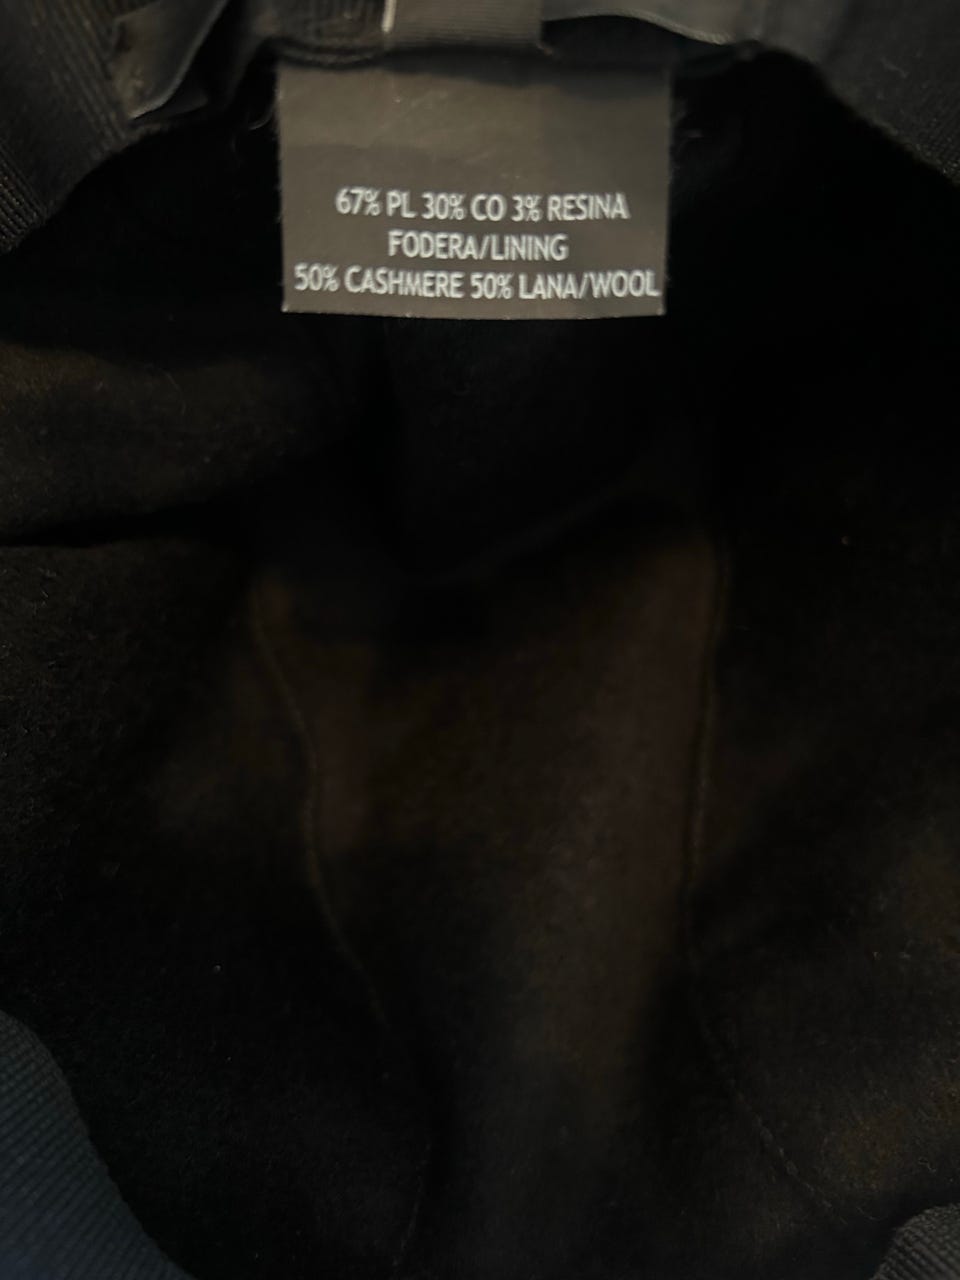 67% PL 30% CO 3% RESINA
FODERA/LINING
50% CASHMERE 50% LANA/WOOL